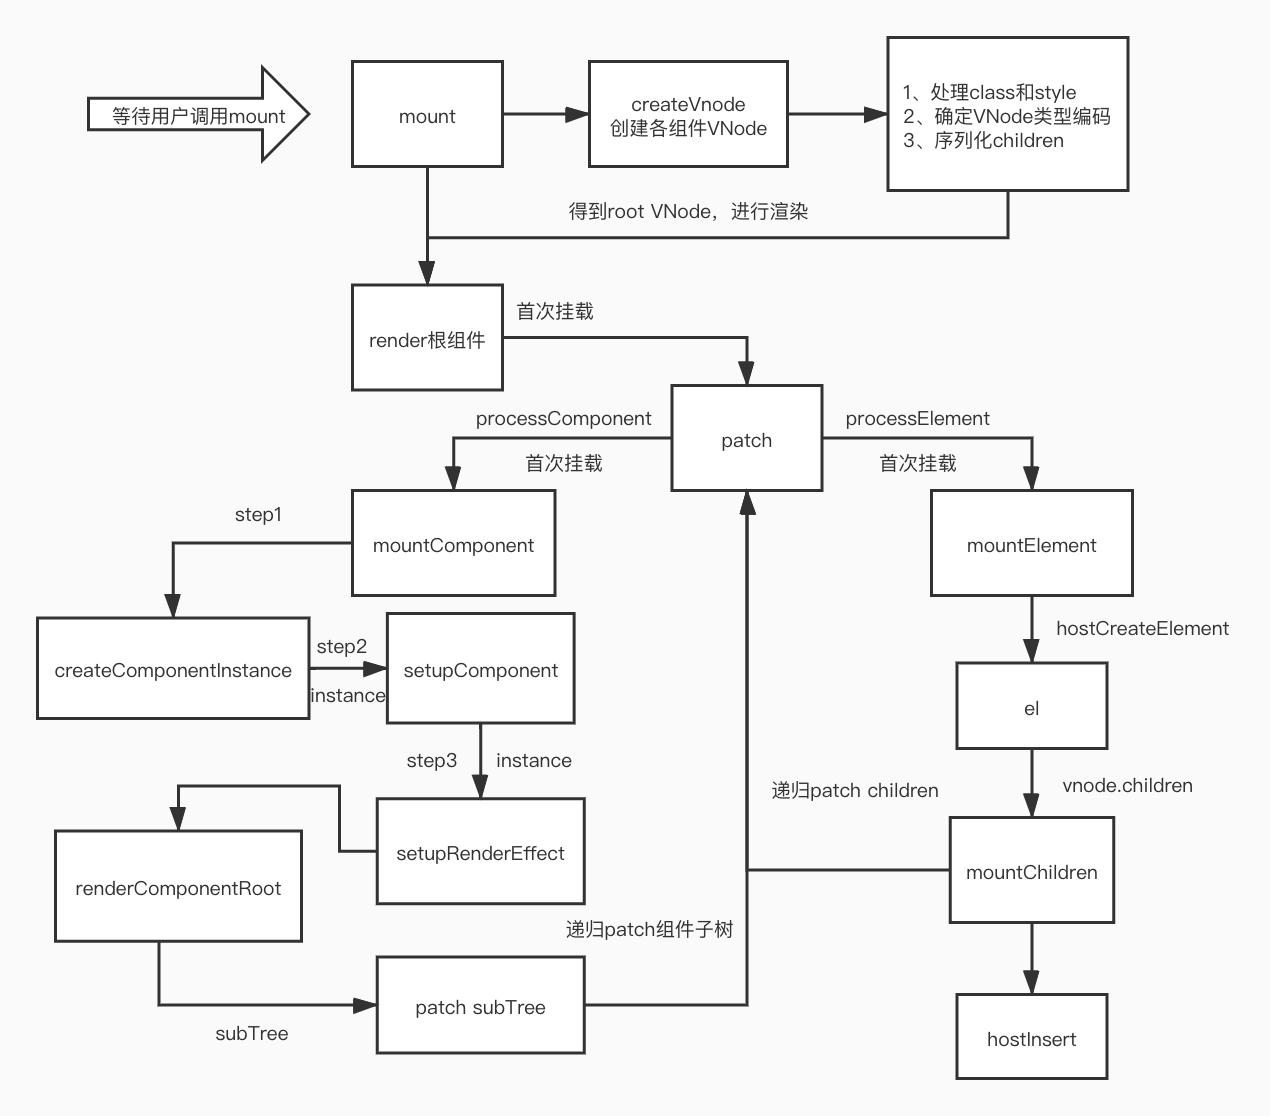 等待用户调用mount
mount
createVnode
创建各组件VNode
1、处理class和style
2、确定VNode类型编码
3、序列化children
得到root VNode，进行渲染
render根组件
首次挂载
patch
processComponent
首次挂载
processElement
首次挂载
mountComponent
mountElement
step1
hostCreateElement
createComponentInstance
step2
instance
setupComponent
el
step3
instance
vnode.children
递归patch children
setupRenderEffect
renderComponentRoot
mountChildren
递归patch组件子树
patch subTree
subTree
hostInsert